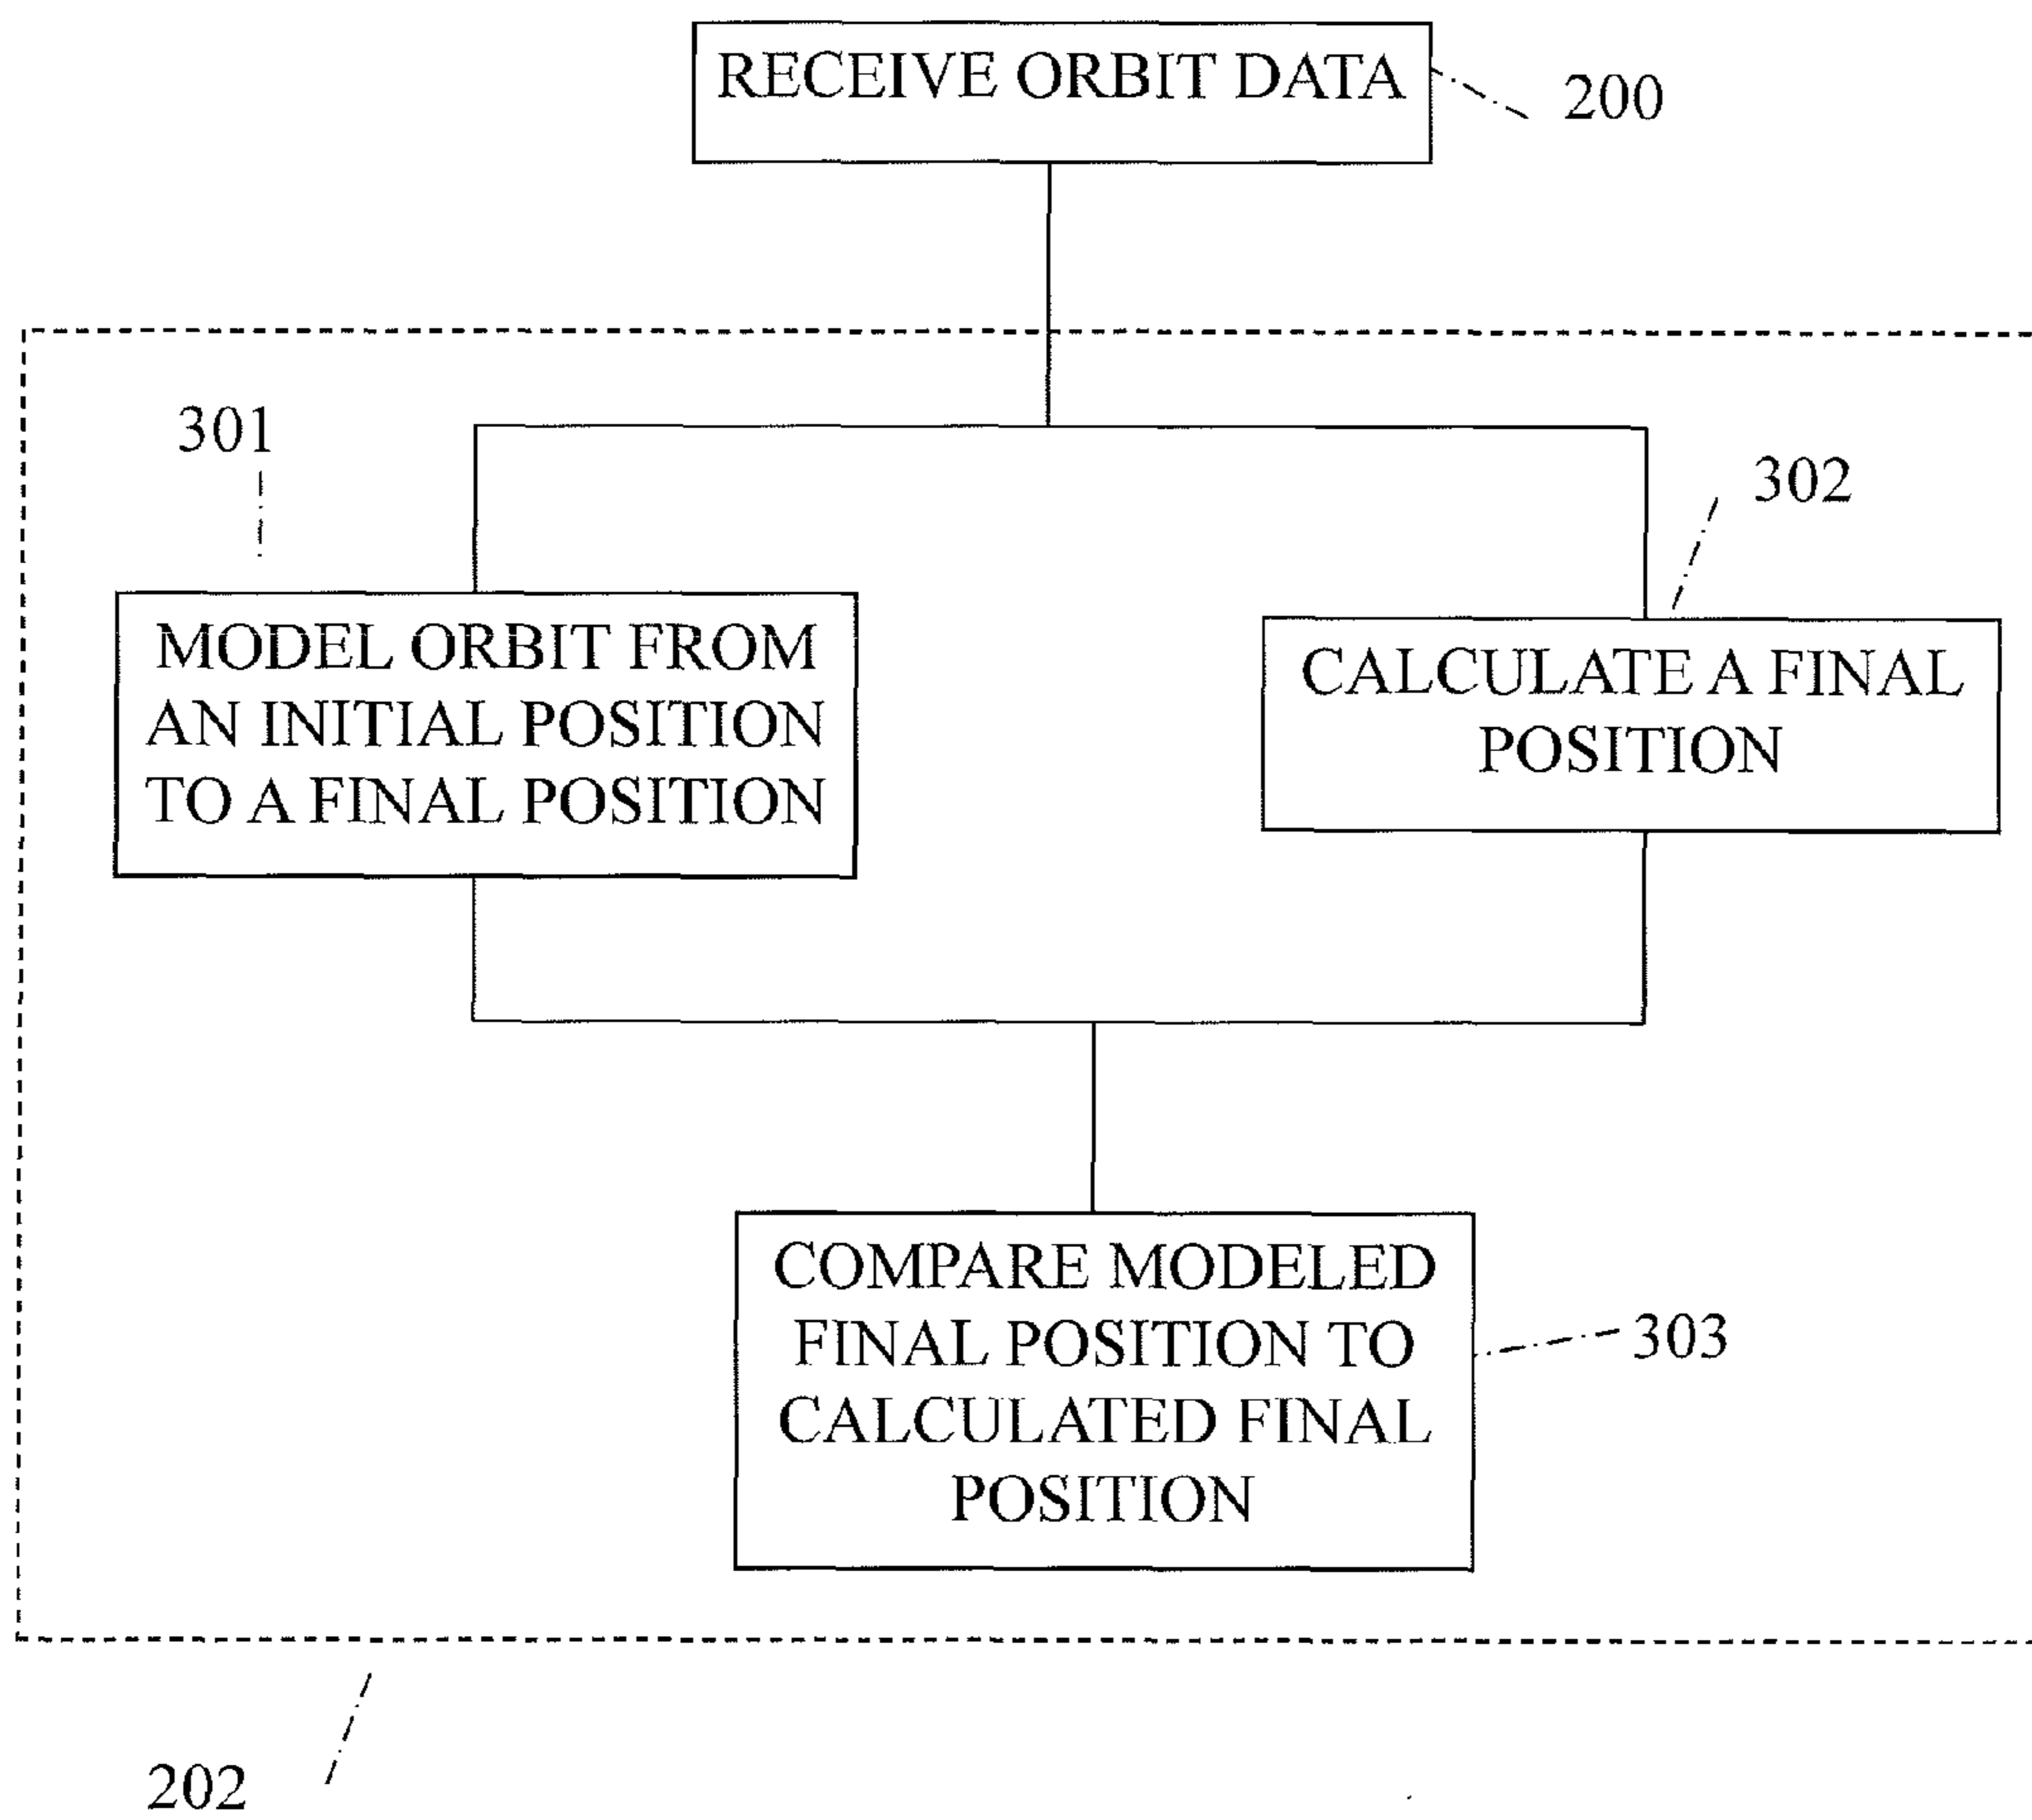 RECEIVE ORBIT DATA
200
301
302
MODEL ORBIT FROM
AN INITIAL POSITION
TO A FINAL POSITION
CALCULATE A FINAL
POSITION
COMPARE MODELED
FINAL POSITION TO
CALCULATED FINAL
POSITION
303
202